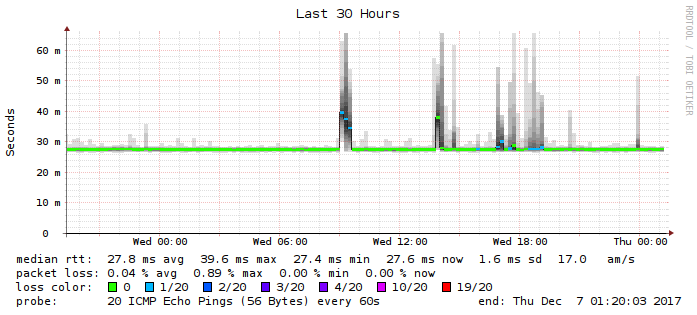 Last 30 Hours
RRDTOOL / TOBI OETIKER
Seconds
60 m
50 m
40 m
30 m
20 m
10 m
0
Wed 00:00 Wed 06:00 Wed 12:00 Wed 18:00 Thu 00:00
median rtt: 27.8 ms avg 39.6 ms max 27.4 ms min 27.6 ms now 1.6 ms sd 17.0 am/s
packet loss: 0.04 % avg 0.89 % max 0.00 % min 0.00 % now
loss color: 0 1/20 2/20 3/20 4/20 10/20 19/20
probe: 20 ICMP Echo Pings (56 Bytes) every 60s end: Thu Dec 7 01:20:03 2017